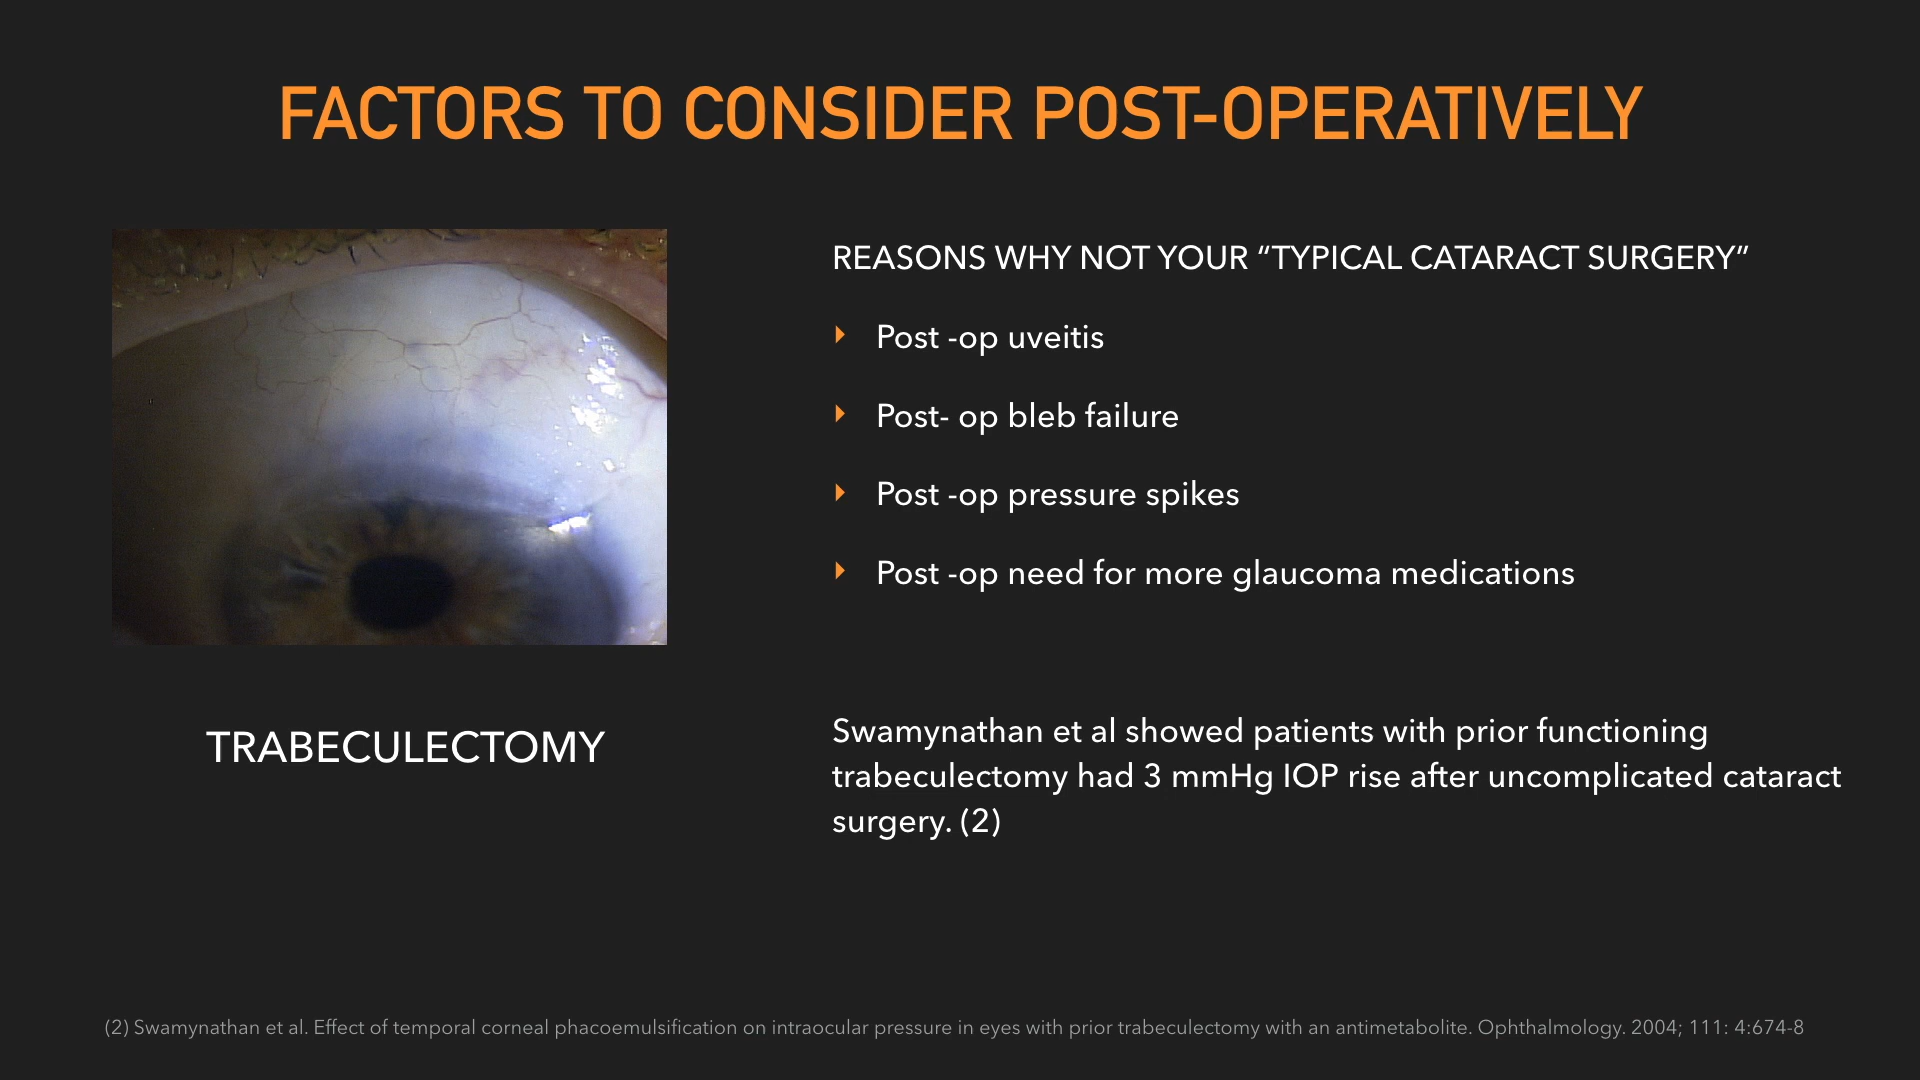 FACTORS TO CONSIDER POST-OPERATIVELY
REASONS WHY NOT YOUR “TYPICAL CATARACT SURGERY”
Post -op uveitis
Post- op bleb failure
Post -op pressure spikes
Post -op need for more glaucoma medications
TRABECULECTOMY
Swamynathan et al showed patients with prior functioning
trabeculectomy had 3 mmHg IOP rise after uncomplicated cataract
surgery. (2)
(2) Swamynathan et al. Effect of temporal corneal phacoemulsification on intraocular pressure in eyes with prior trabeculectomy with an antimetabolite. Ophthalmology. 2004; 111: 4:674-8